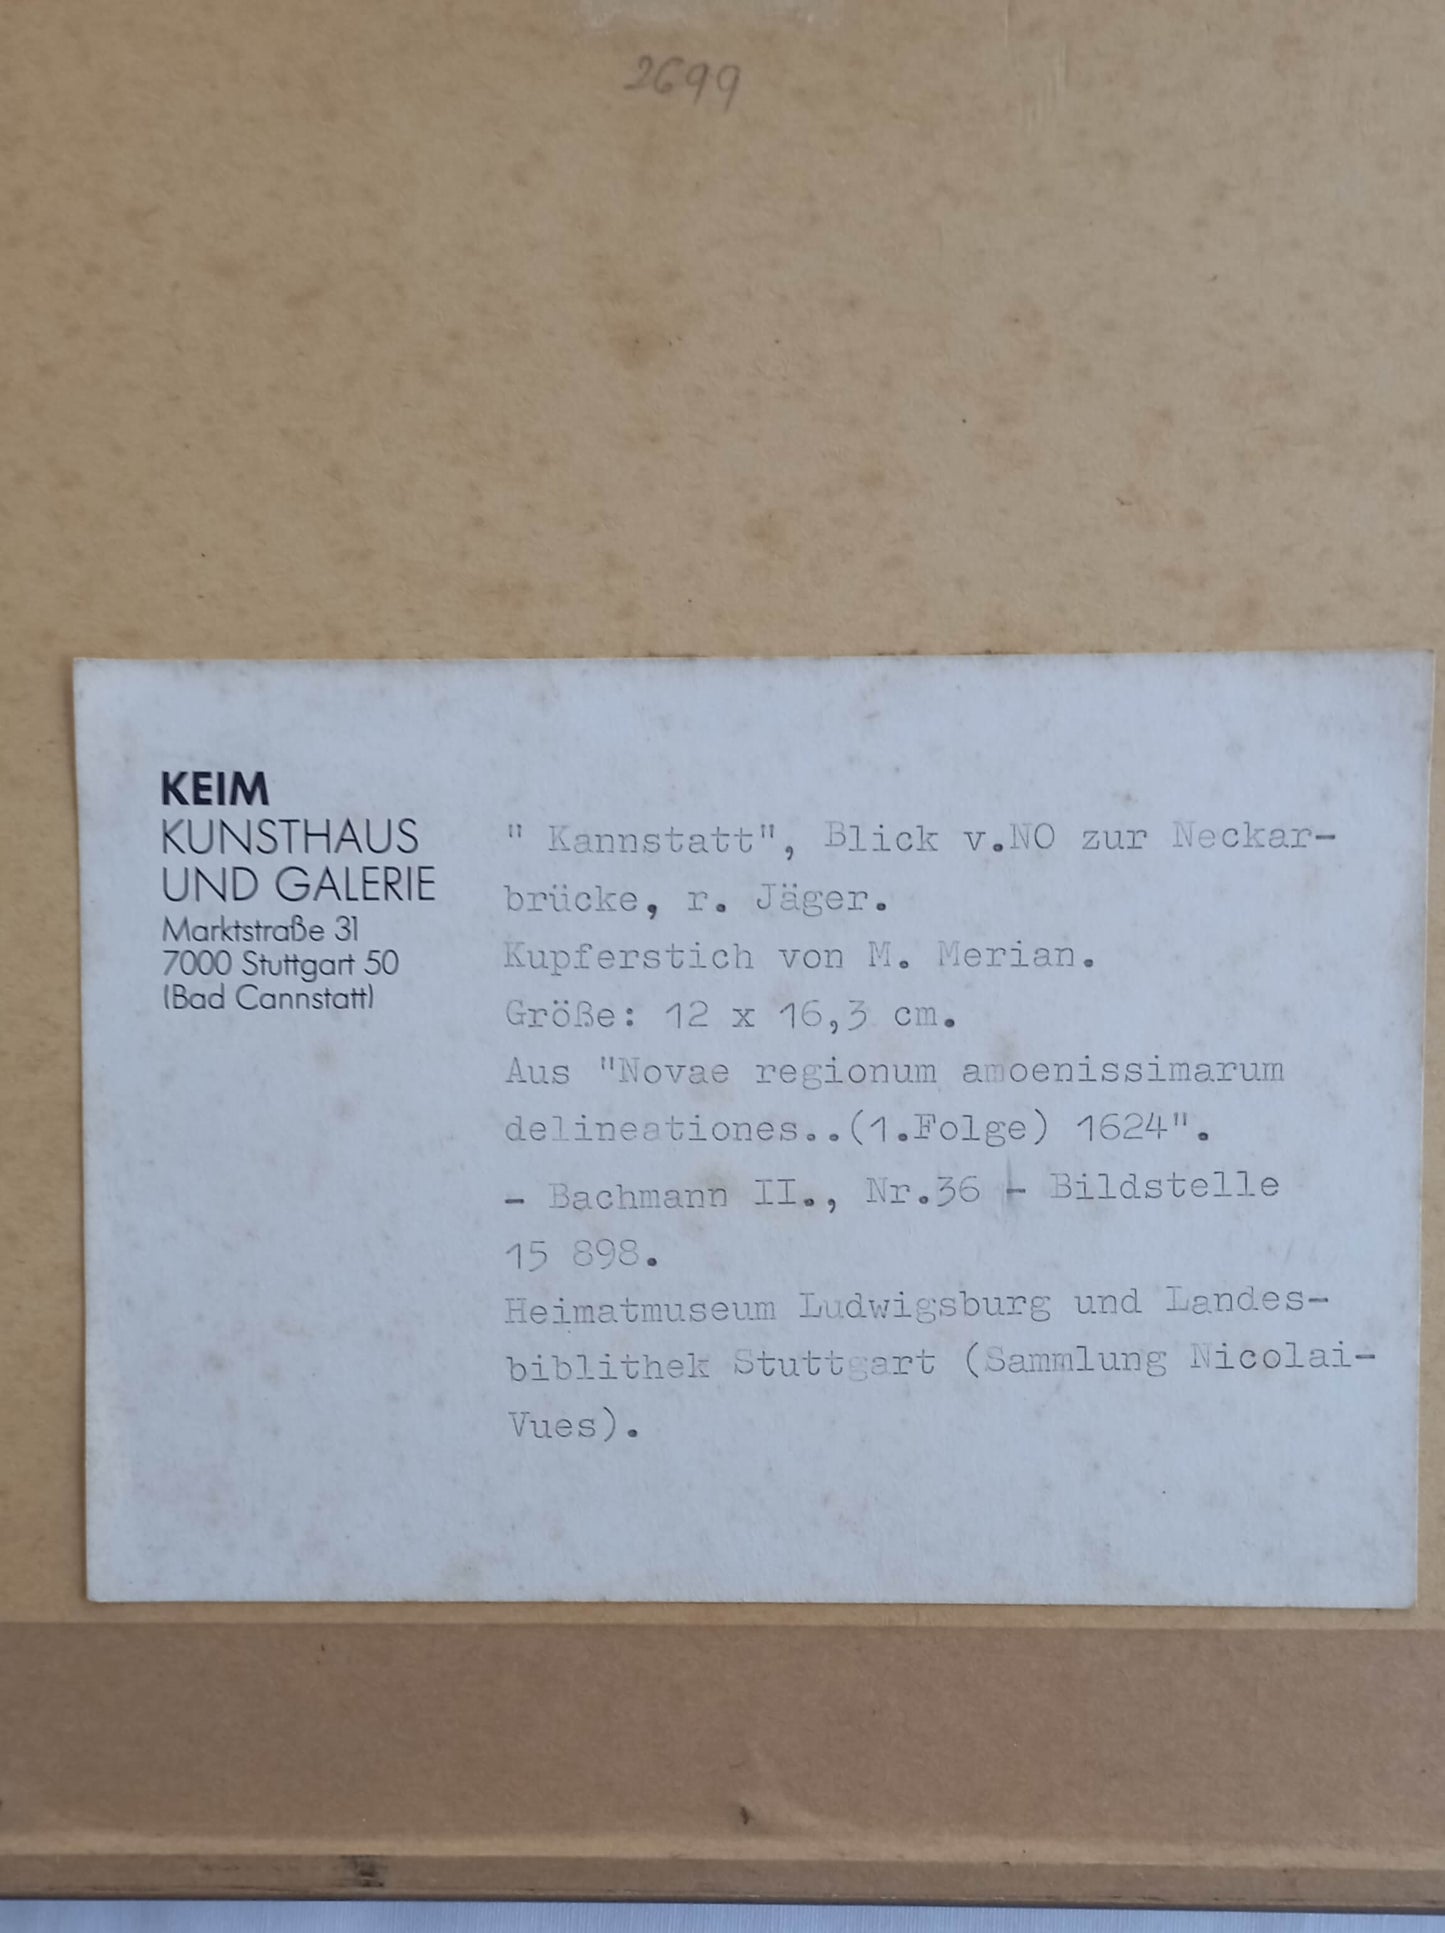 2699
KEIM
KUNSTHAUS
UND GALERIE
Marktstraße 31
7000 Stuttgart 50
(Bad Cannstatt)
" Kannstatt", Blick v.NO zur Neckar-
brücke, r. Jäger.
Kupferstich von M. Merian.
Größe: 12 x 16,3 cm.
Aus "Novae regionum amoenissimarum
delineationes..(1.Folge) 1624".
- Bachmann II., Nr.36 - Bildstelle
15 898.
Heimatmuseum Ludwigsburg und Landes-
biblithek Stuttgart (Sammlung Nicolai-
Vues).